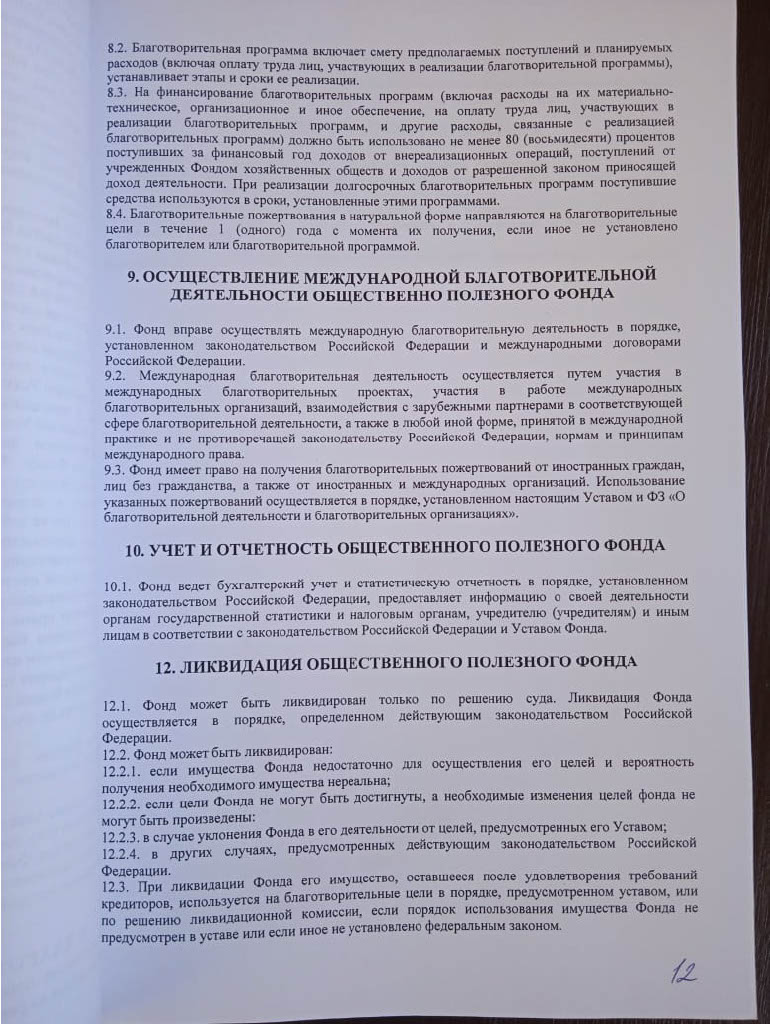 8.2. Благотворительная программа включает смету предполагаемых поступлений и планируемых
расходов (включая оплату труда лиц, участвующих в реализации благотворительной программы),
устанавливает этапы и сроки ее реализации.
8.3. На финансирование благотворительных программ (включая расходы на их материально-
техническое, организационное и иное обеспечение, на оплату труда лиц, участвующих в
реализации благотворительных программ, и другие расходы, связанные с реализацией
благотворительных программ) должно быть использовано не менее 80 (восьмидесяти) процентов
поступивших за финансовый год доходов от внереализационных операций, поступлений от
учрежденных Фондом хозяйственных обществ и доходов от разрешенной законом приносящей
доход деятельности. При реализации долгосрочных благотворительных программ поступившие
средства используются в сроки, установленные этими программами.
8.4. Благотворительные пожертвования в натуральной форме направляются на благотворительные
цели в течение 1 (одного) года с момента их получения, если иное не установлено
благотворителем или благотворительной программой.
9. ОСУЩЕСТВЛЕНИЕ МЕЖДУНАРОДНОЙ БЛАГОТВОРИТЕЛЬНОЙ
ДЕЯТЕЛЬНОСТИ ОБЩЕСТВЕННО ПОЛЕЗНОГО ФОНДА
9.1. Фонд вправе осуществлять международную благотворительную деятельность в порядке,
установленном законодательством Российской Федерации и международными договорами
Российской Федерации.
9.2. Международная благотворительная деятельность осуществляется путем участия в
международных благотворительных проектах, участия в работе международных
благотворительных организаций, взаимодействия с зарубежными партнерами в соответствующей
сфере благотворительной деятельности, а также в любой иной форме, принятой в международной
практике и не противоречащей законодательству Российской Федерации, нормам и принципам
международного права.
9.3. Фонд имеет право на получения благотворительных пожертвований от иностранных граждан,
лиц без гражданства, а также от иностранных и международных организаций. Использование
указанных пожертвований осуществляется в порядке, установленном настоящим Уставом и ФЗ «О
благотворительной деятельности и благотворительных организациях».
10. УЧЕТ И ОТЧЕТНОСТЬ ОБЩЕСТВЕННОГО ПОЛЕЗНОГО ФОНДА
10.1. Фонд ведет бухгалтерский учет и статистическую отчетность в порядке, установленном
законодательством Российской Федерации, предоставляет информацию о своей деятельности
органам государственной статистики и налоговым органам, учредителю (учредителям) и иным
лицам в соответствии с законодательством Российской Федерации и Уставом Фонда.
12. ЛИКВИДАЦИЯ ОБЩЕСТВЕННОГО ПОЛЕЗНОГО ФОНДА
12.1. Фонд может быть ликвидирован только по решению суда. Ликвидация Фонда
осуществляется в порядке, определенном действующим законодательством Российской
Федерации.
12.2. Фонд может быть ликвидирован:
12.2.1. если имущества Фонда недостаточно для осуществления его целей и вероятность
получения необходимого имущества нереальна;
12.2.2. если цели Фонда не могут быть достигнуты, а необходимые изменения целей фонда не
могут быть произведены:
12.2.3. в случае уклонения Фонда в его деятельности от целей, предусмотренных его Уставом;
12.2.4. в других случаях, предусмотренных действующим законодательством Российской
Федерации.
12.3. При ликвидации Фонда его имущество, оставшееся после удовлетворения требований
кредиторов, используется на благотворительные цели в порядке, предусмотренном уставом, или
по решению ликвидационной комиссии, если порядок использования имущества Фонда не
предусмотрен в уставе или если иное не установлено федеральным законом.
12